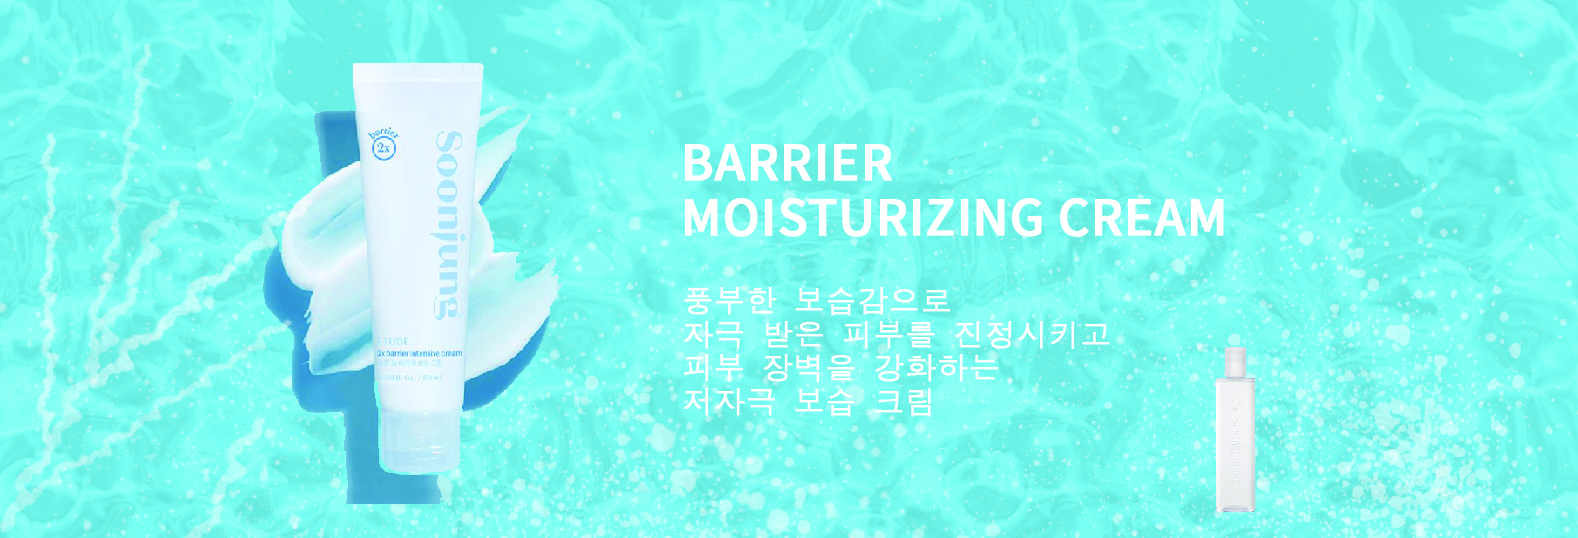 barrier
2x
Soonjung
ETUDE
2x barrier intensive cream
BARRIER
MOISTURIZING CREAM
풍부한 보습감으로
자극 받은 피부를 진정시키고
피부 장벽을 강화하는
저자극 보습 크림